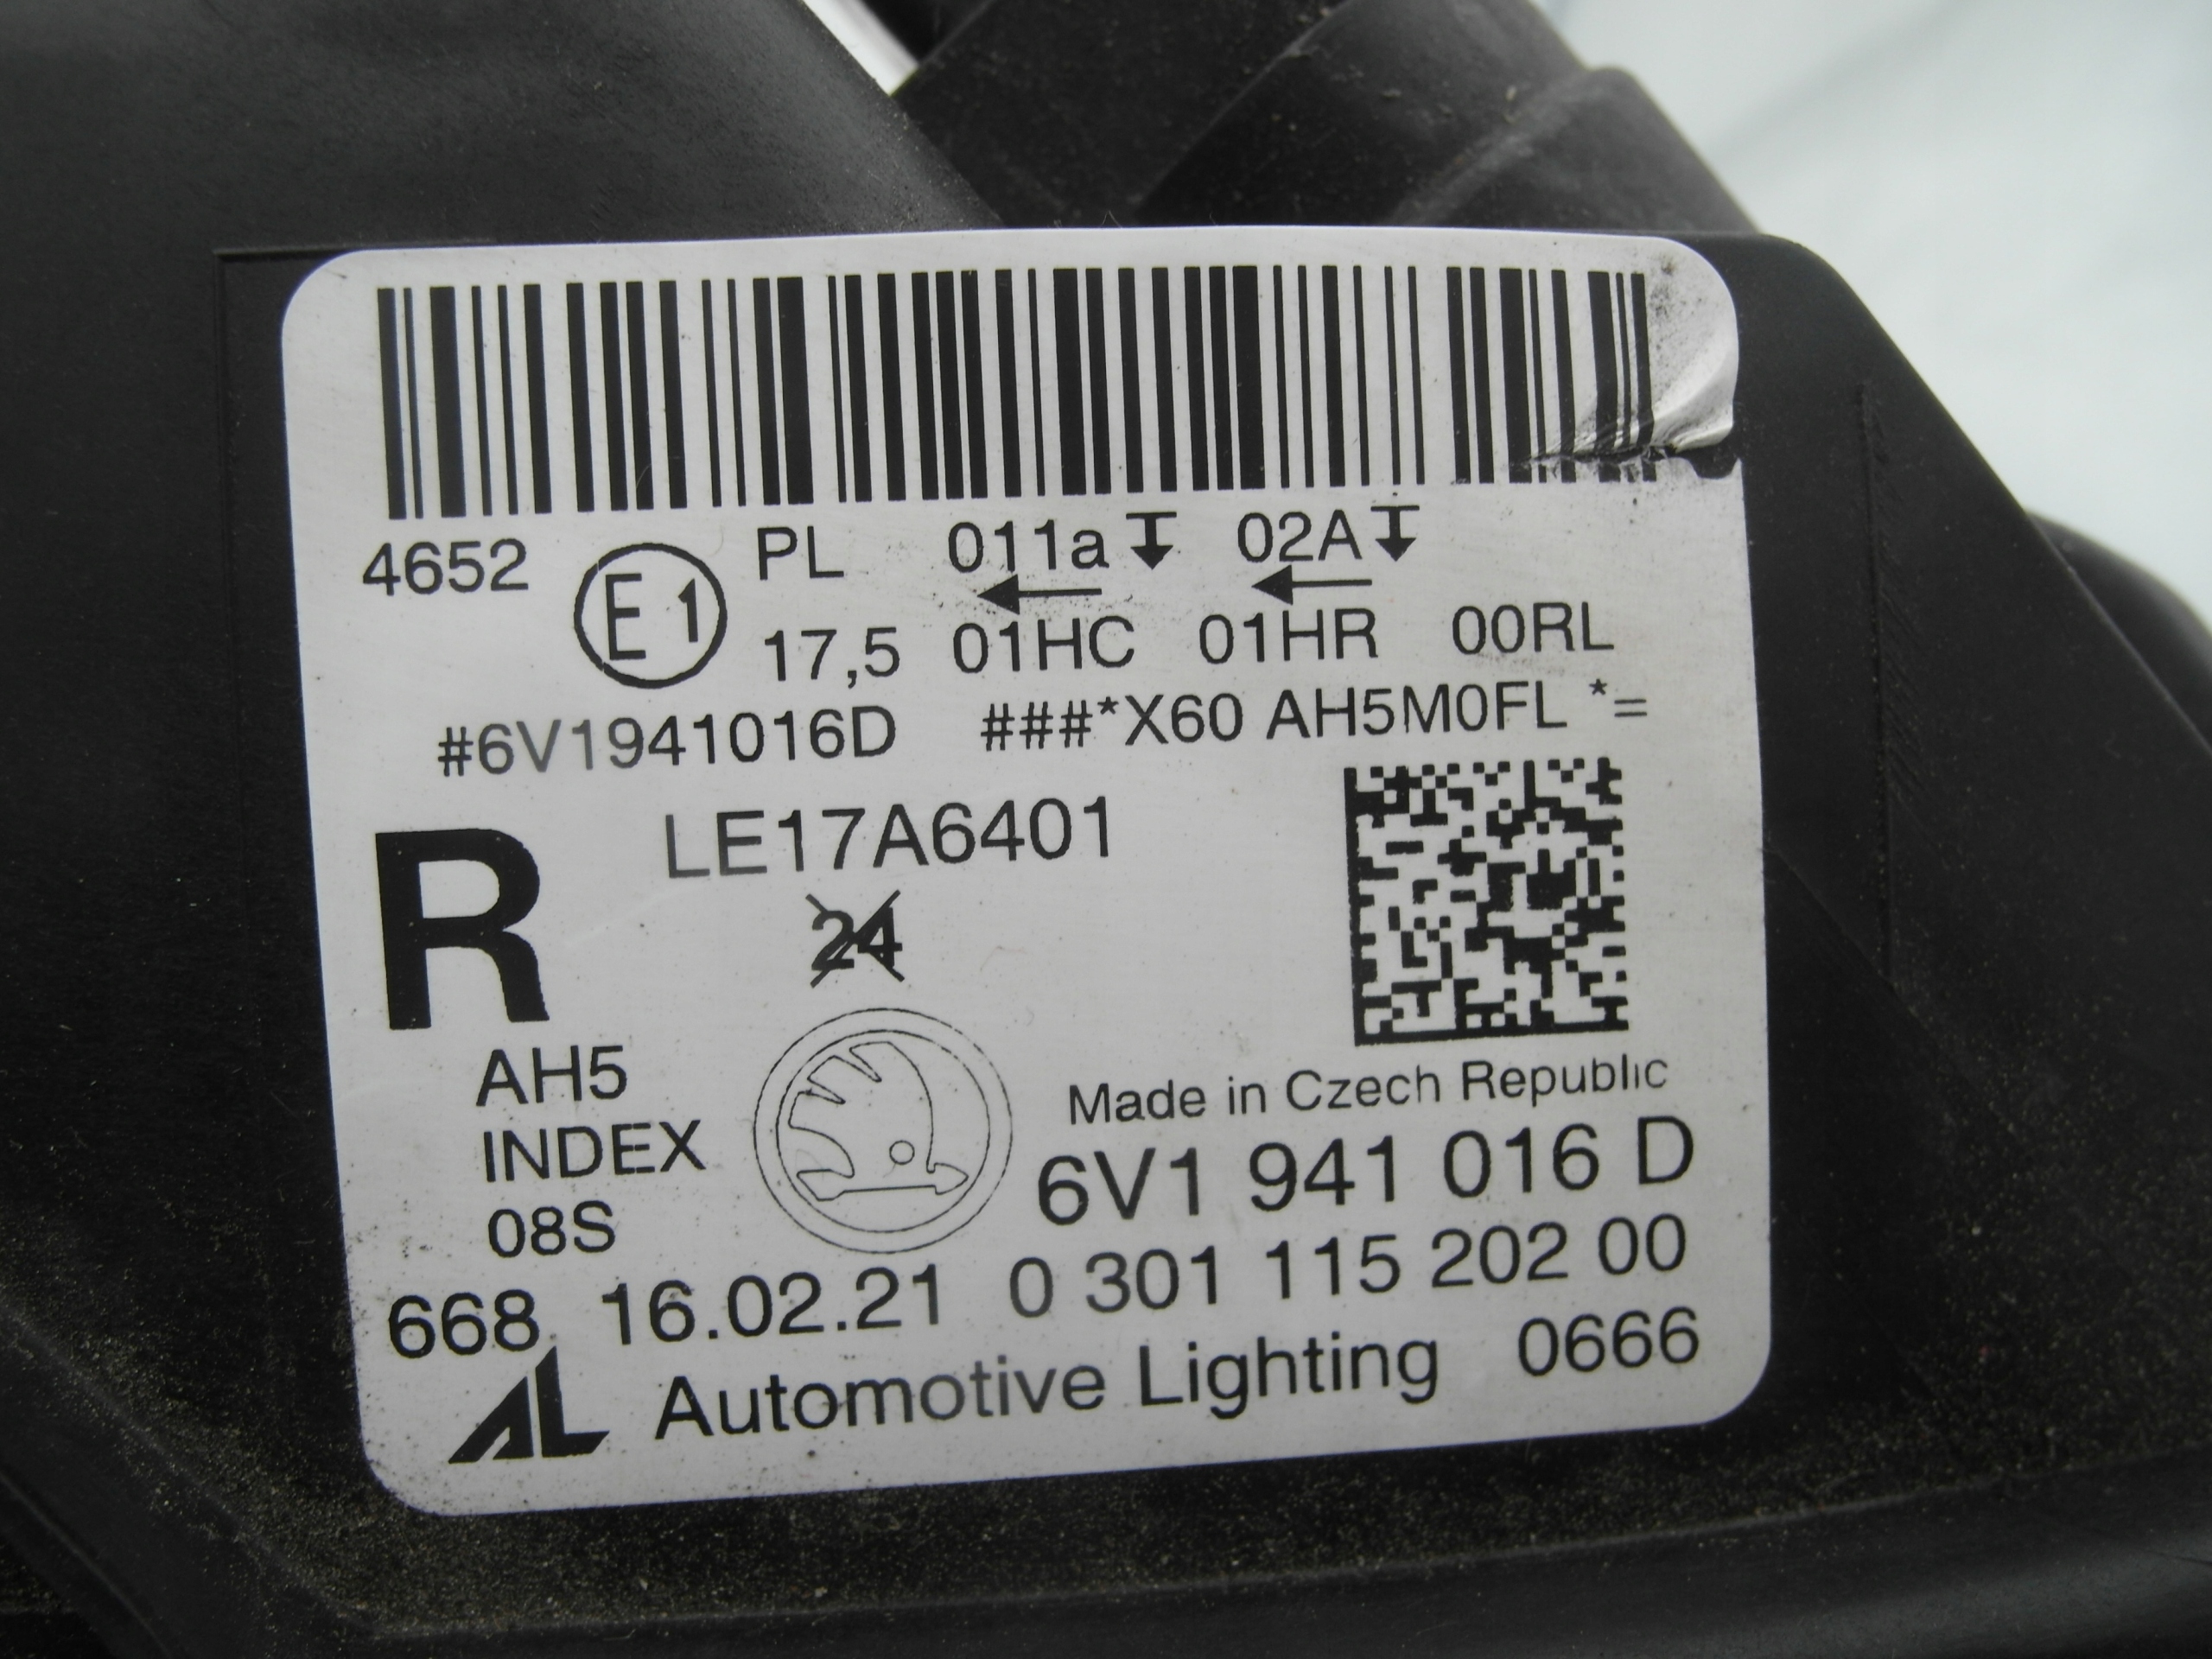 4652 E1 PL 011a 02A
17,5 01HC 01HR 00RL
#6V1941016D ###*X60 AH5M0FL *=
R LE17A6401
24
AH5
INDEX
08S
Made in Czech Republic
6V1 941 016 D
668 16.02.21 0 301 115 202 00
AL Automotive Lighting 0666